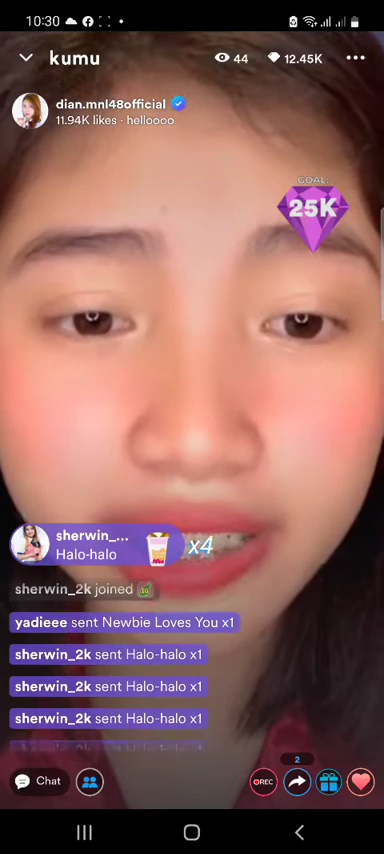 10:30
kumu
44
12.45K
dian.mnl48official
11.94K likes · helloooo
GOAL:
25K
sherwin_...
Halo-halo
x4
sherwin_2k joined
yadieee sent Newbie Loves You x1
sherwin_2k sent Halo-halo x1
sherwin_2k sent Halo-halo x1
sherwin_2k sent Halo-halo x1
Chat
REC
2